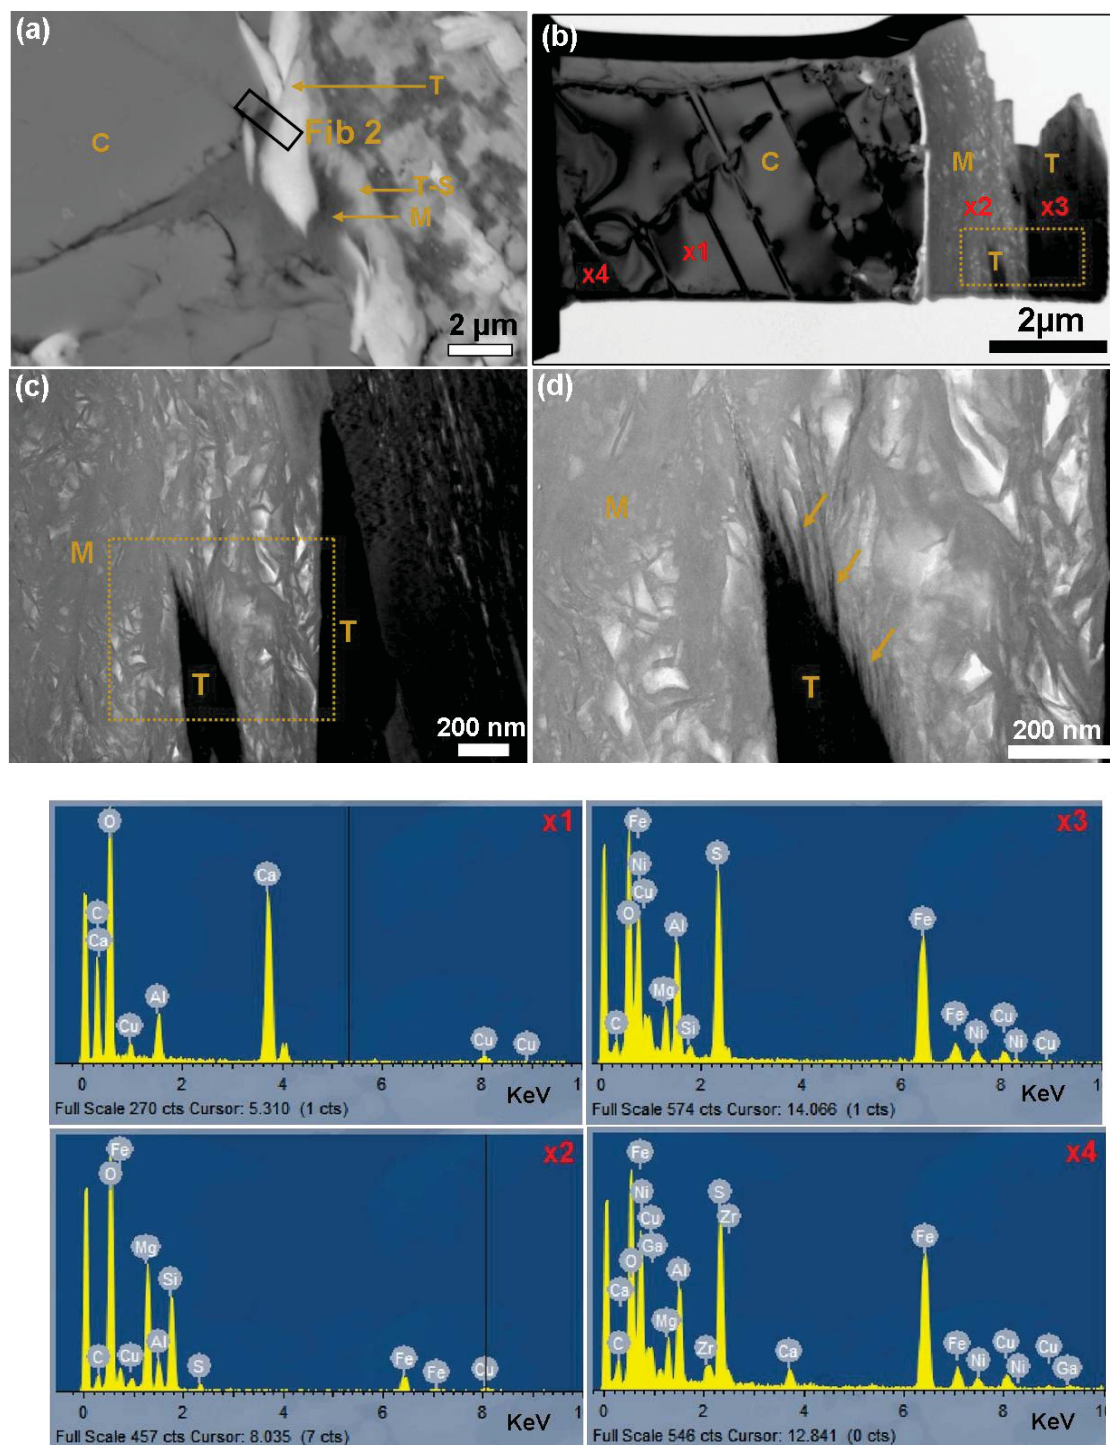 (a)
T
C
Fib 2
T-S
M
2 µm
(b)
C
M
T
x1
x2
x3
x4
T
2µm
(c)
M
T
T
200 nm
(d)
M
T
200 nm
x1
O
C
Ca
Cu
Al
Ca
Cu
Cu
0 2 4 6 8 1
Full Scale 270 cts Cursor: 5.310 (1 cts)
KeV
x3
Fe
Ni
Cu
O
C
Mg
Al
Si
S
Fe
Fe
Ni
Cu
Ni
Cu
0 2 4 6 8 1
Full Scale 574 cts Cursor: 14.066 (1 cts)
KeV
x2
Fe
O
C
Cu
Mg
Al
Si
S
Fe
Fe
Cu
0 2 4 6 8 1
Full Scale 457 cts Cursor: 8.035 (7 cts)
KeV
x4
Fe
Ni
Cu
Ga
O
Ca
C
Mg
Al
Zr
S
Zr
Ca
Fe
Fe
Ni
Cu
Ni
Cu
Ga
0 2 4 6 8 10
Full Scale 546 cts Cursor: 12.841 (0 cts)
KeV